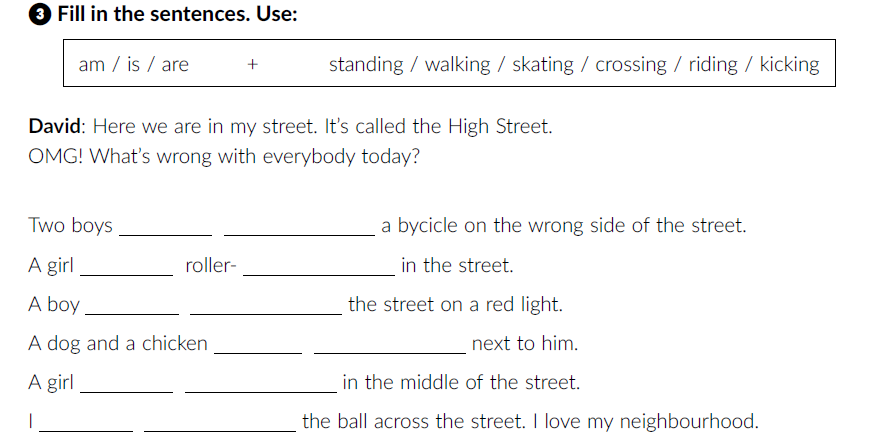 3 Fill in the sentences. Use:
am / is / are + standing / walking / skating / crossing / riding / kicking
David: Here we are in my street. It's called the High Street.
OMG! What's wrong with everybody today?
Two boys ________ ____________ a bycicle on the wrong side of the street.
A girl ________ roller-____________ in the street.
A boy ________ ____________ the street on a red light.
A dog and a chicken ________ ____________ next to him.
A girl ________ ____________ in the middle of the street.
I ________ ____________ the ball across the street. I love my neighbourhood.